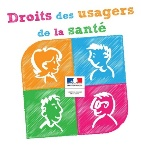 Droits des usagers
de la santé